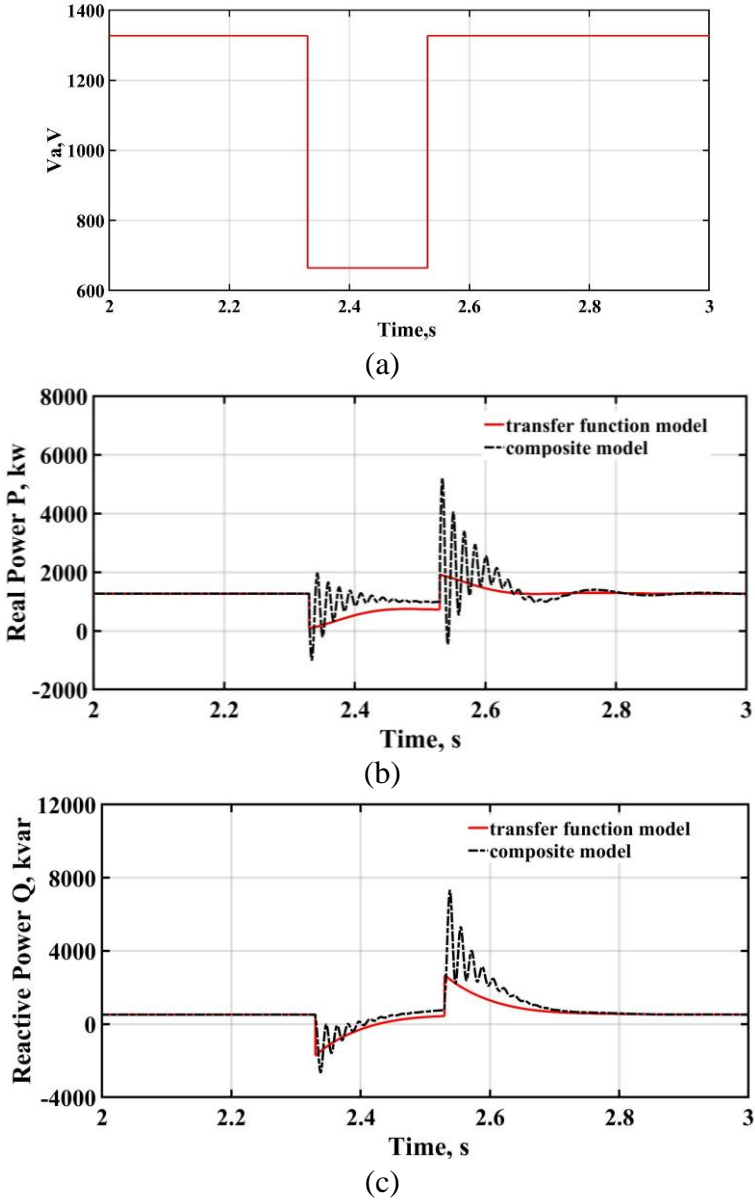 1400
1200
1000
800
600
Va,V
2
2.2
2.4
2.6
2.8
3
Time,s
(a)
8000
6000
4000
2000
0
-2000
Real Power P, kw
transfer function model
composite model
2
2.2
2.4
2.6
2.8
3
Time, s
(b)
12000
8000
4000
0
-4000
Reactive Power Q, kvar
transfer function model
composite model
2
2.2
2.4
2.6
2.8
3
Time, s
(c)